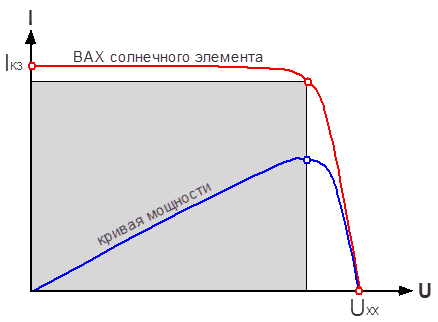 I
Iкз
ВАХ солнечного элемента
кривая мощности
U
Uхх